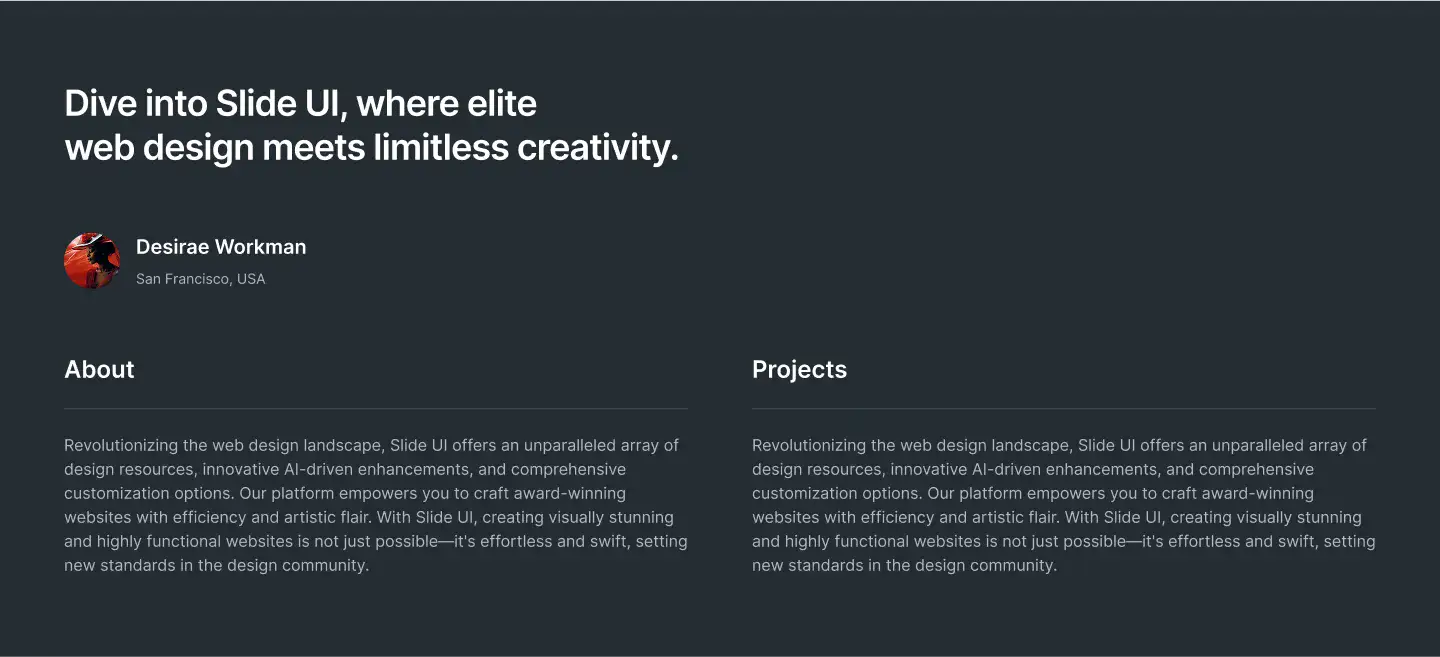 Dive into Slide UI, where elite
web design meets limitless creativity.
Desirae Workman
San Francisco, USA
About
Revolutionizing the web design landscape, Slide UI offers an unparalleled array of
design resources, innovative AI-driven enhancements, and comprehensive
customization options. Our platform empowers you to craft award-winning
websites with efficiency and artistic flair. With Slide UI, creating visually stunning
and highly functional websites is not just possible—it's effortless and swift, setting
new standards in the design community.
Projects
Revolutionizing the web design landscape, Slide UI offers an unparalleled array of
design resources, innovative AI-driven enhancements, and comprehensive
customization options. Our platform empowers you to craft award-winning
websites with efficiency and artistic flair. With Slide UI, creating visually stunning
and highly functional websites is not just possible—it's effortless and swift, setting
new standards in the design community.